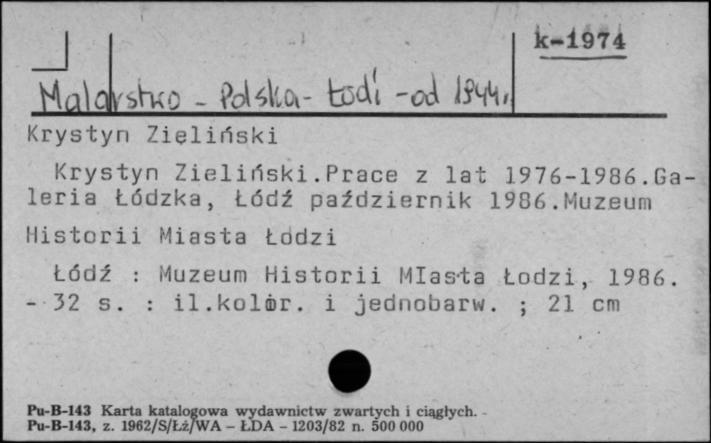 k-1974
Malarstwo - Polska - Łódź - od 1944r.
Krystyn Zieliński
Krystyn Zieliński.Prace z lat 1976-1986.Ga-
leria Łódzka, Łódź październik 1986.Muzeum
Historii Miasta Łodzi
Łódź : Muzeum Historii MIasta Łodzi, 1986.
- 32 s. : il.kolor. i jednobarw. ; 21 cm
Pu-B-143 Karta katalogowa wydawnictw zwartych i ciągłych.
Pu-B-143, z. 1962/S/Łż/WA – ŁDA – 1203/82 n. 500 000